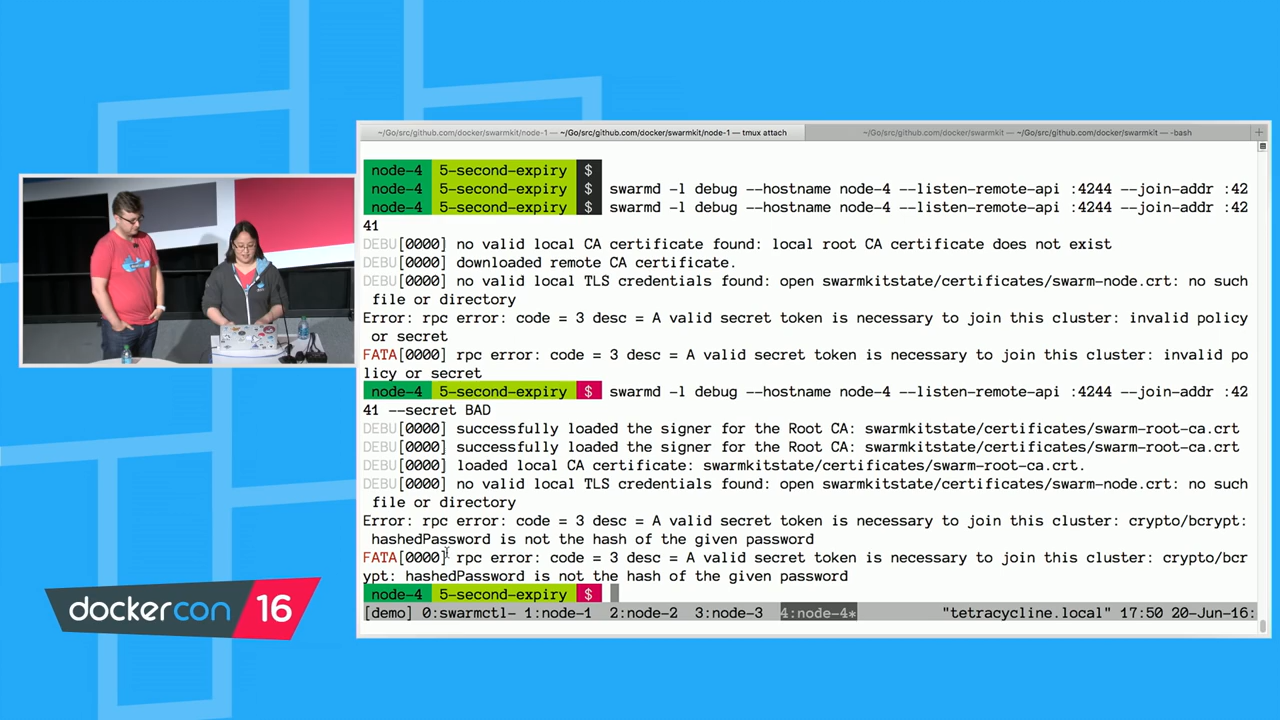 ~/Go/src/github.com/docker/swarmkit/node-1 — ~/Go/src/github.com/docker/swarmkit/node-1 — tmux attach
~/Go/src/github.com/docker/swarmkit — ~/Go/src/github.com/docker/swarmkit — -bash
+
node-4 5-second-expiry $
node-4 5-second-expiry $ swarmd -l debug --hostname node-4 --listen-remote-api :4244 --join-addr :42
node-4 5-second-expiry $ swarmd -l debug --hostname node-4 --listen-remote-api :4244 --join-addr :42
41
DEBU[0000] no valid local CA certificate found: local root CA certificate does not exist
DEBU[0000] downloaded remote CA certificate.
DEBU[0000] no valid local TLS credentials found: open swarmkitstate/certificates/swarm-node.crt: no such
file or directory
Error: rpc error: code = 3 desc = A valid secret token is necessary to join this cluster: invalid policy
or secret
FATA[0000] rpc error: code = 3 desc = A valid secret token is necessary to join this cluster: invalid po
licy or secret
node-4 5-second-expiry $ swarmd -l debug --hostname node-4 --listen-remote-api :4244 --join-addr :42
41 --secret BAD
DEBU[0000] successfully loaded the signer for the Root CA: swarmkitstate/certificates/swarm-root-ca.crt
DEBU[0000] successfully loaded the signer for the Root CA: swarmkitstate/certificates/swarm-root-ca.crt
DEBU[0000] loaded local CA certificate: swarmkitstate/certificates/swarm-root-ca.crt.
DEBU[0000] no valid local TLS credentials found: open swarmkitstate/certificates/swarm-node.crt: no such
file or directory
Error: rpc error: code = 3 desc = A valid secret token is necessary to join this cluster: crypto/bcrypt:
hashedPassword is not the hash of the given password
FATA[0000] rpc error: code = 3 desc = A valid secret token is necessary to join this cluster: crypto/bcr
ypt: hashedPassword is not the hash of the given password
node-4 5-second-expiry $
[demo] 0:swarmctl- 1:node-1 2:node-2 3:node-3 4:node-4* "tetracycline.local" 17:50 20-Jun-16:
dockercon 16